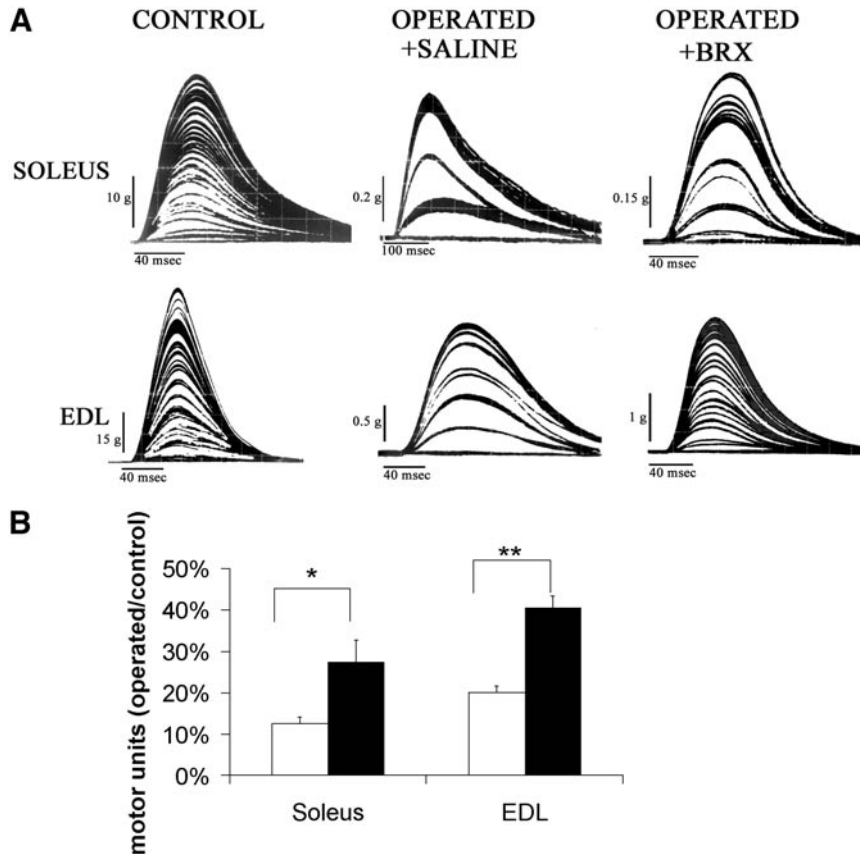 A
CONTROL
OPERATED
+SALINE
OPERATED
+BRX
SOLEUS
10 g
40 msec
0.2 g
100 msec
0.15 g
40 msec
EDL
15 g
40 msec
0.5 g
40 msec
1 g
40 msec
B
motor units (operated/control)
50%
40%
30%
20%
10%
0%
*
**
Soleus
EDL